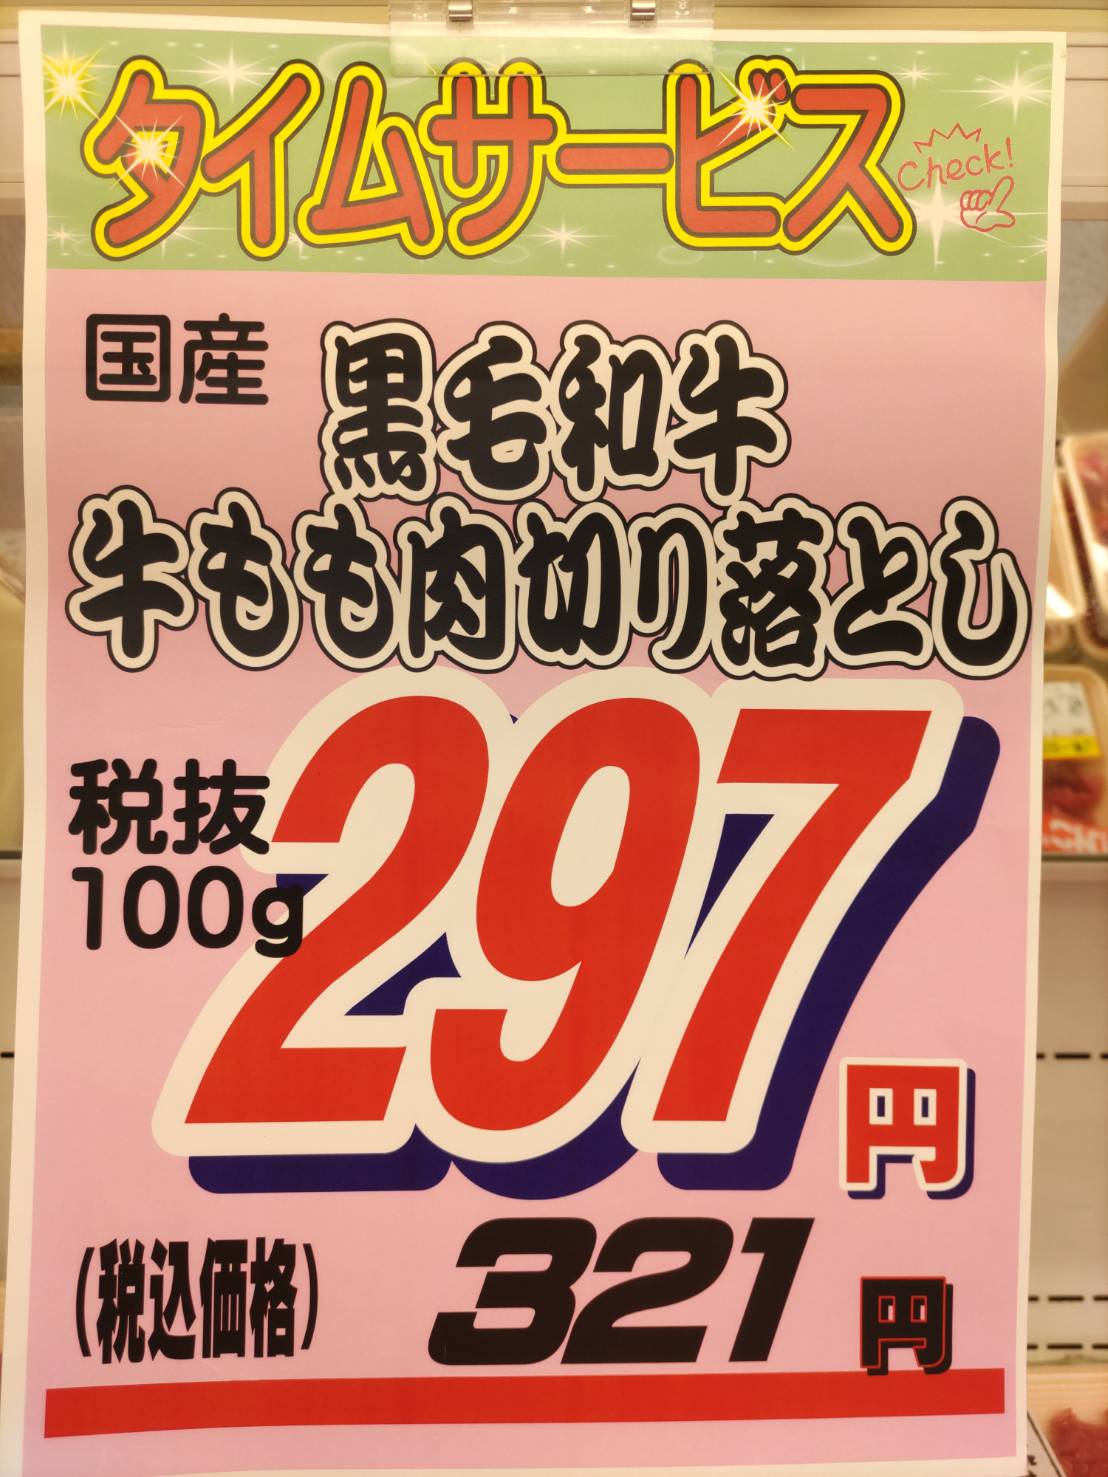 タイムサービス
Check!
国産
黒毛和牛
牛もも肉切り落とし
税抜
100g
297円
(税込価格) 321円